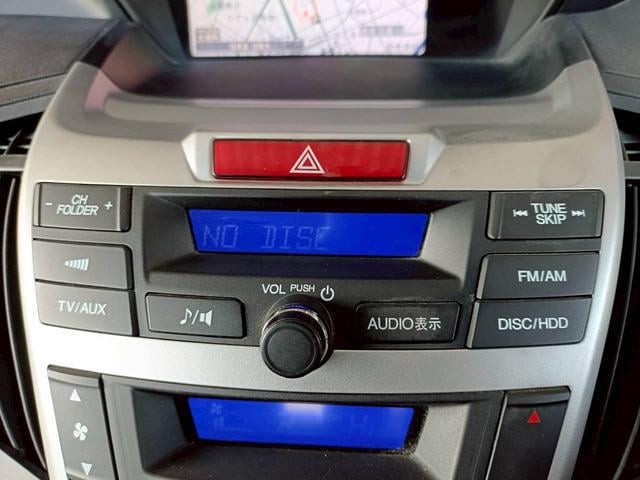 NO DISC
- CH +
FOLDER
TUNE
SKIP
VOL PUSH
FM/AM
TV/AUX
AUDIO表示
DISC/HDD